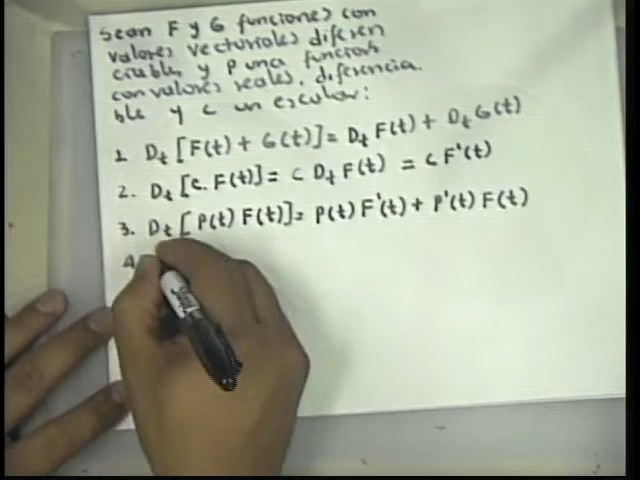 Sean F y G funciones con
valores vectoriales diferen
ciables y P una función
con valores reales, diferencia
ble y c un escalar:
1. Dt [F(t) + G(t)] = Dt F(t) + Dt G(t)
2. Dt [c. F(t)] = c Dt F(t) = c F'(t)
3. Dt [P(t) F(t)] = P(t) F'(t) + P'(t) F(t)
4